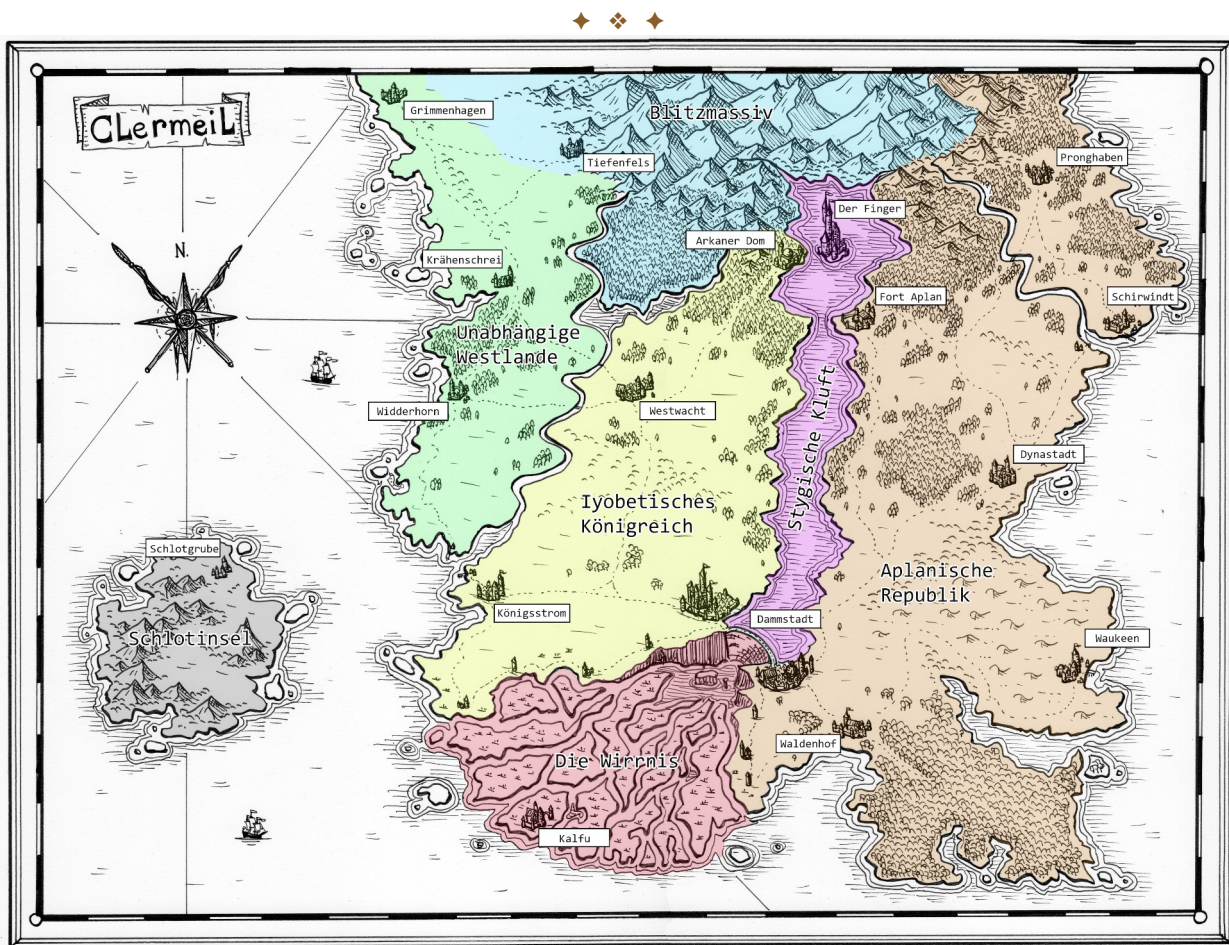 CLermeiL
Grimmenhagen
Blitzmassiv
Tiefenfels
Pronghaben
Der Finger
Arkaner Dom
N.
Krähenschrei
Fort Aplan
Schirwindt
Unabhängige
Westlande
Widderhorn
Westwacht
Stygische Kluft
Dynastadt
Iyobetisches
Königreich
Schlotgrube
Aplanische
Republik
Königsstrom
Dammstadt
Schlotinsel
Waukeen
Waldenhof
Die Wirrnis
Kalfu